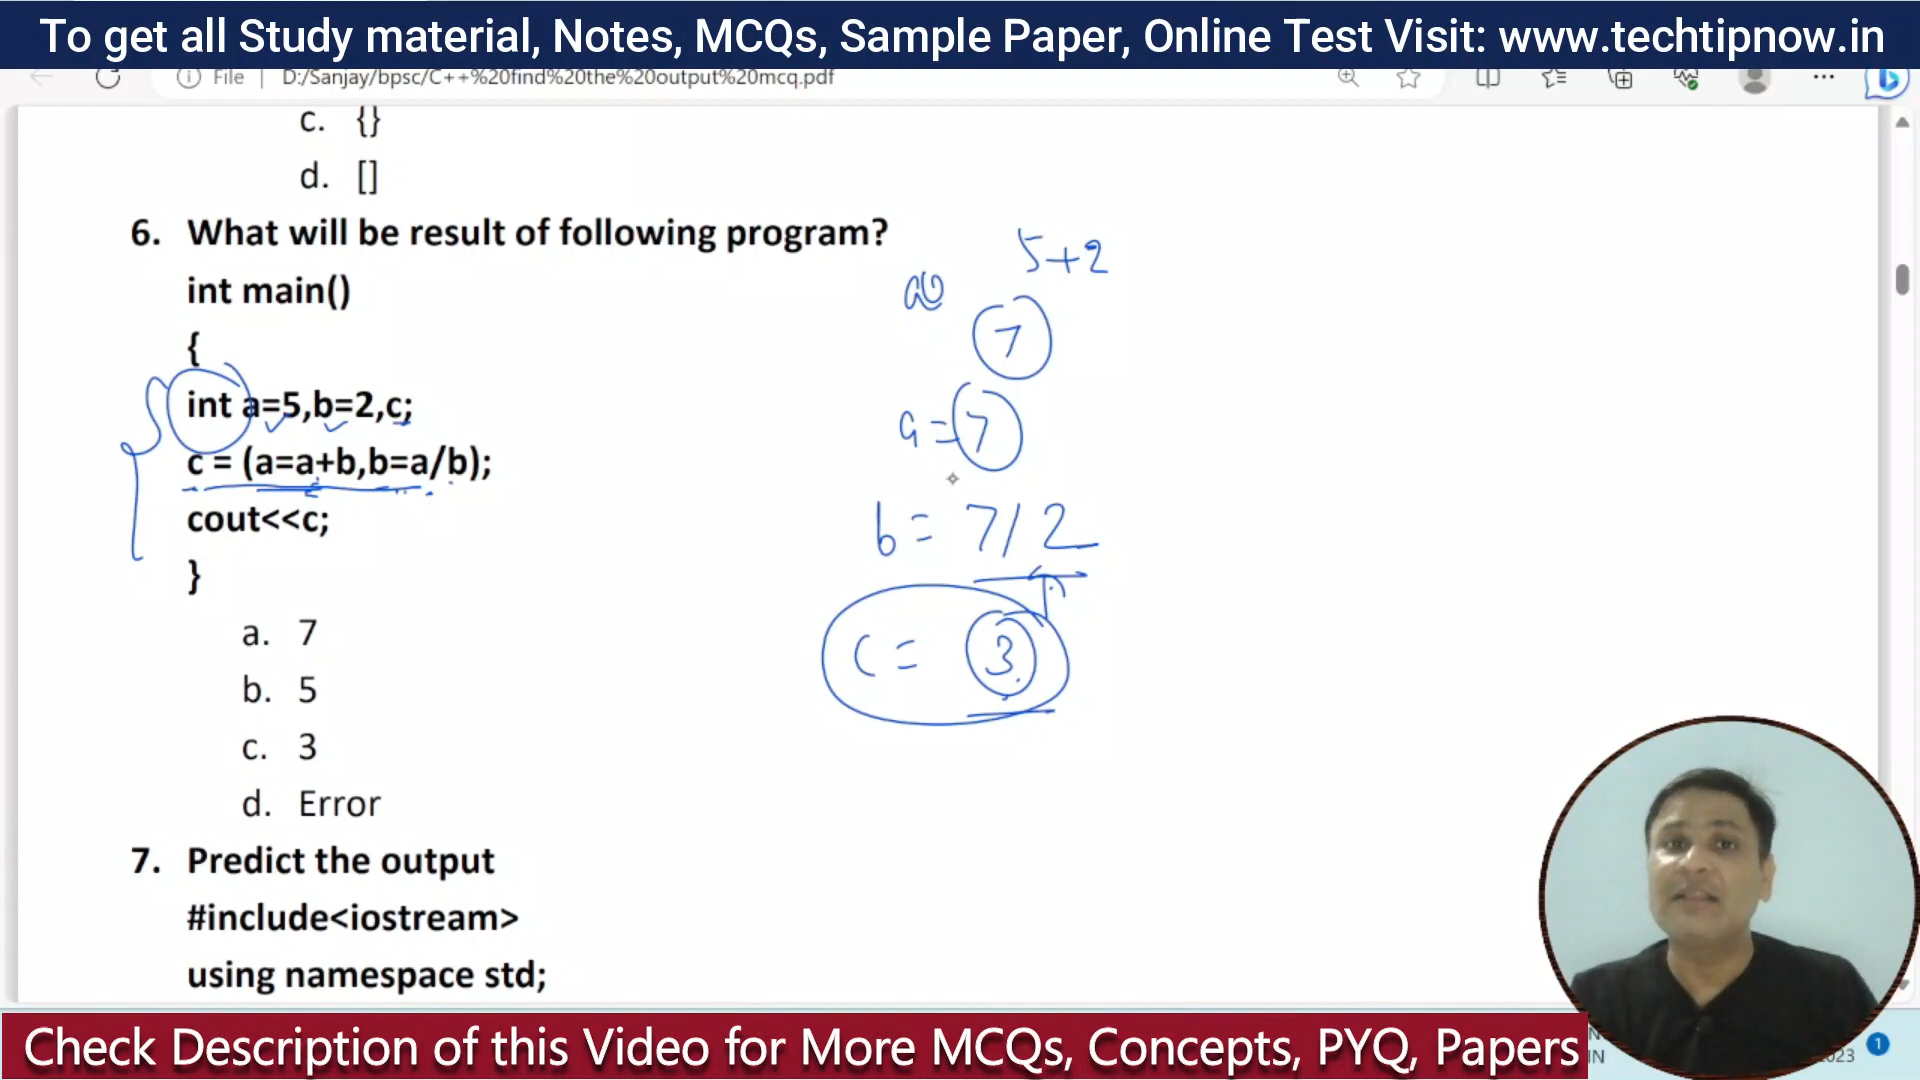 To get all Study material, Notes, MCQs, Sample Paper, Online Test Visit: www.techtipnow.in
File | D:/Sanjay/bpsc/C++%20find%20the%20output%20mcq.pdf
c. {}
d. []
6. What will be result of following program?
5+2
int main()
7
{
int a=5,b=2,c;
a=7
c = (a=a+b,b=a/b);
cout<<c;
b= 7/2
}
a. 7
c= 3
b. 5
c. 3
d. Error
7. Predict the output
#include<iostream>
using namespace std;
Check Description of this Video for More MCQs, Concepts, PYQ, Papers
1